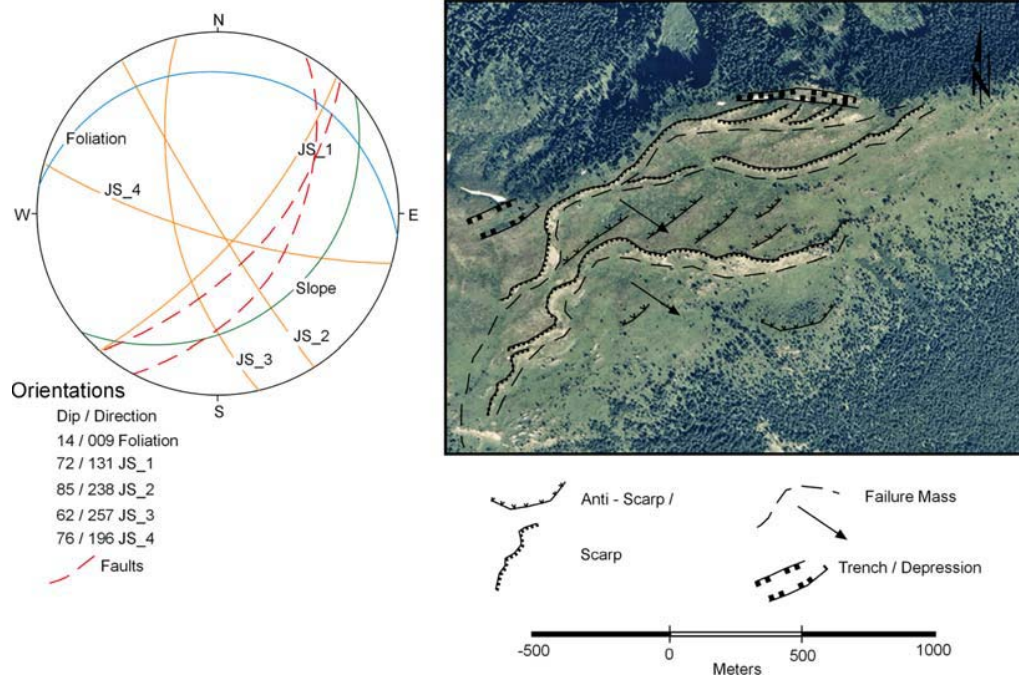 N
Foliation
JS_1
JS_4
W
E
Slope
JS_2
JS_3
S
Orientations
Dip / Direction
14 / 009 Foliation
72 / 131 JS_1
85 / 238 JS_2
62 / 257 JS_3
76 / 196 JS_4
Faults
N
Anti - Scarp /
Scarp
Failure Mass
Trench / Depression
-500
0
500
1000
Meters